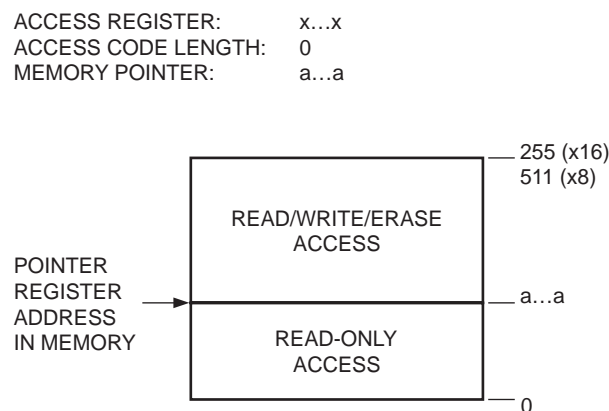 ACCESS REGISTER: x…x
ACCESS CODE LENGTH: 0
MEMORY POINTER: a…a
255 (x16)
511 (x8)
READ/WRITE/ERASE
ACCESS
POINTER
REGISTER
ADDRESS
IN MEMORY
a…a
READ-ONLY
ACCESS
0